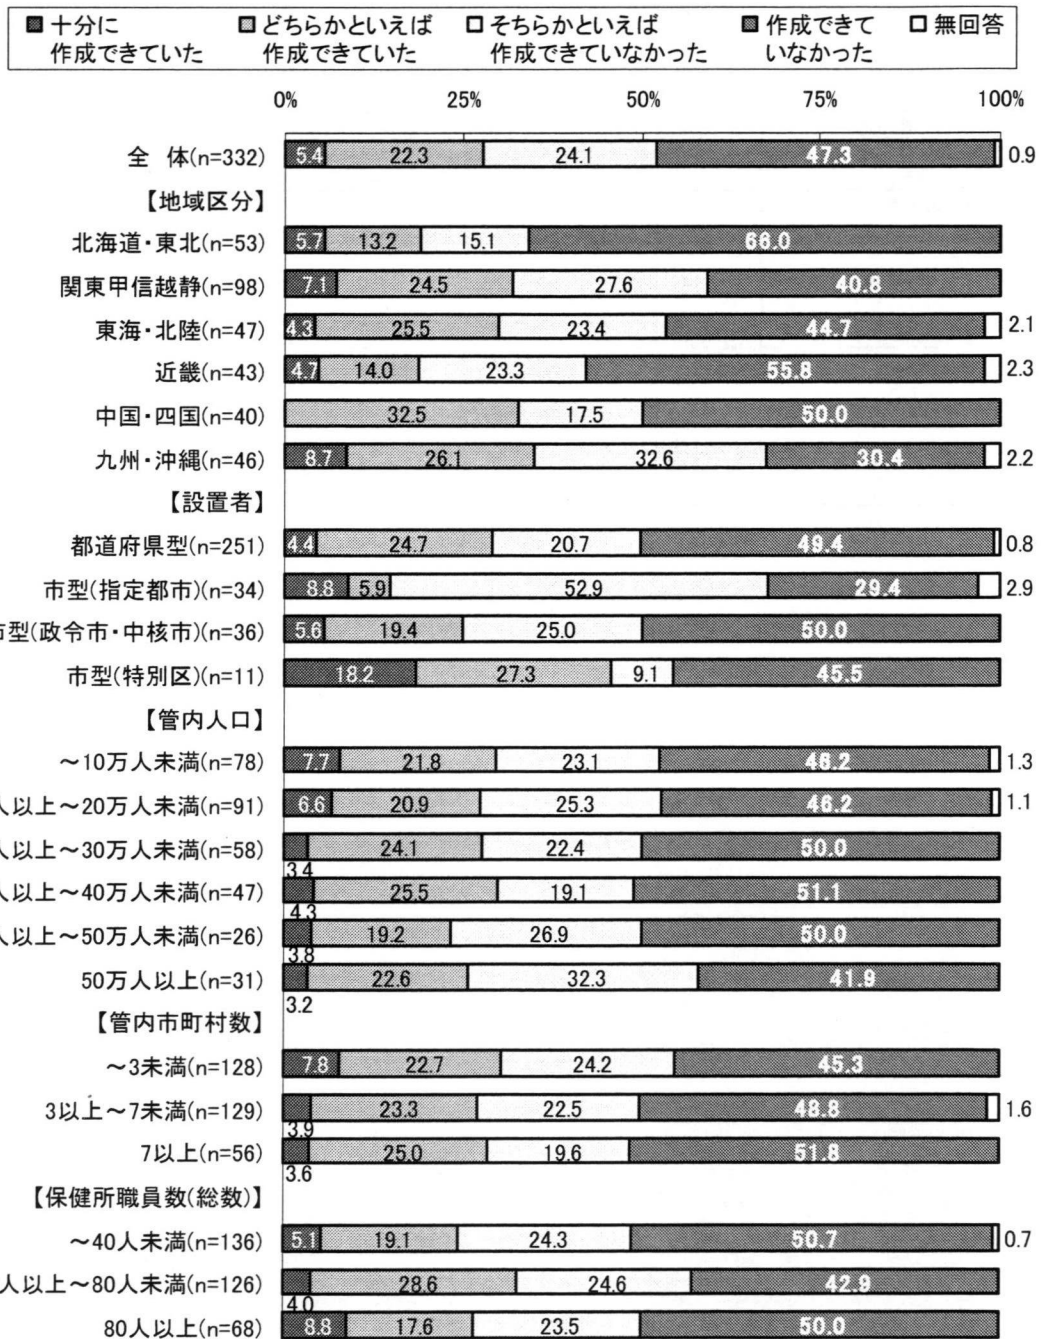 ■ 十分に ■ どちらかといえば □ そちらかといえば ■ 作成できて □ 無回答
作成できていた 作成できていた 作成できていなかった いなかった
0% 25% 50% 75% 100%
全 体(n=332) 5.4 22.3 24.1 47.3 0.9
【地域区分】
北海道・東北(n=53) 5.7 13.2 15.1 66.0
関東甲信越静(n=98) 7.1 24.5 27.6 40.8
東海・北陸(n=47) 4.3 25.5 23.4 44.7 2.1
近畿(n=43) 4.7 14.0 23.3 55.8 2.3
中国・四国(n=40) 32.5 17.5 50.0
九州・沖縄(n=46) 8.7 26.1 32.6 30.4 2.2
【設置者】
都道府県型(n=251) 4.4 24.7 20.7 49.4 0.8
市型(指定都市)(n=34) 8.8 5.9 52.9 29.4 2.9
市型(政令市・中核市)(n=36) 5.6 19.4 25.0 50.0
市型(特別区)(n=11) 18.2 27.3 9.1 45.5
【管内人口】
～10万人未満(n=78) 7.7 21.8 23.1 46.2 1.3
人以上～20万人未満(n=91) 6.6 20.9 25.3 46.2 1.1
人以上～30万人未満(n=58) 24.1 22.4 50.0
3.4
人以上～40万人未満(n=47) 25.5 19.1 51.1
4.3
人以上～50万人未満(n=26) 19.2 26.9 50.0
3.8
50万人以上(n=31) 22.6 32.3 41.9
3.2
【管内市町村数】
～3未満(n=128) 7.8 22.7 24.2 45.3
3以上～7未満(n=129) 23.3 22.5 48.8 1.6
3.9
7以上(n=56) 25.0 19.6 51.8
3.6
【保健所職員数(総数)】
～40人未満(n=136) 5.1 19.1 24.3 50.7 0.7
人以上～80人未満(n=126) 28.6 24.6 42.9
4.0
80人以上(n=68) 8.8 17.6 23.5 50.0